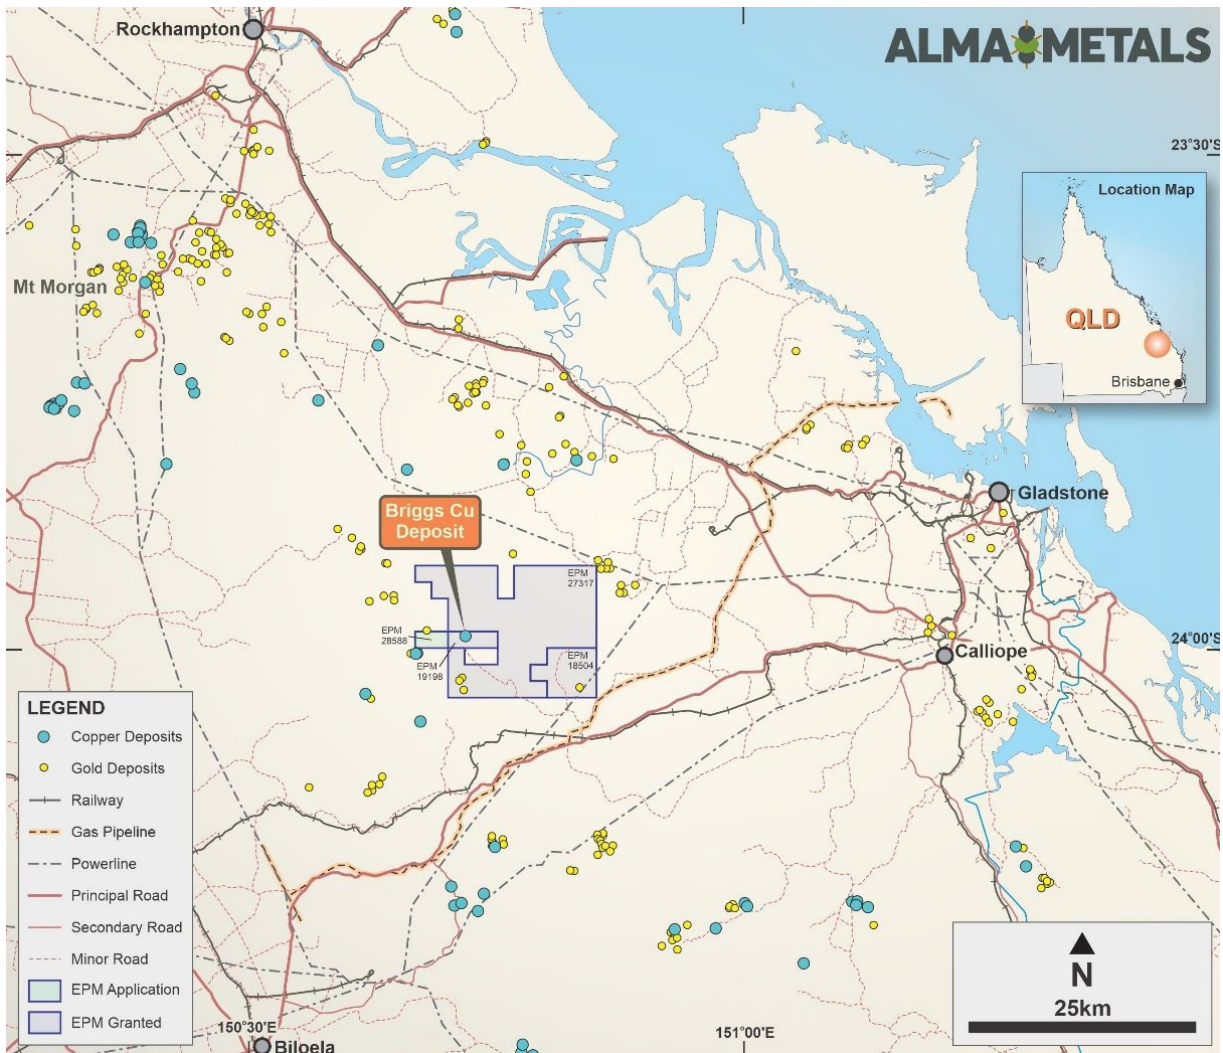 Rockhampton
ALMA METALS
23°30'S
Location Map
QLD
Brisbane
Mt Morgan
Gladstone
Briggs Cu
Deposit
EPM
27317
EPM
28588
EPM
19198
EPM
18504
24°00'S
Calliope
LEGEND
Copper Deposits
Gold Deposits
Railway
Gas Pipeline
Powerline
Principal Road
Secondary Road
Minor Road
EPM Application
EPM Granted
N
25km
150°30'E
151°00'E
Biloela